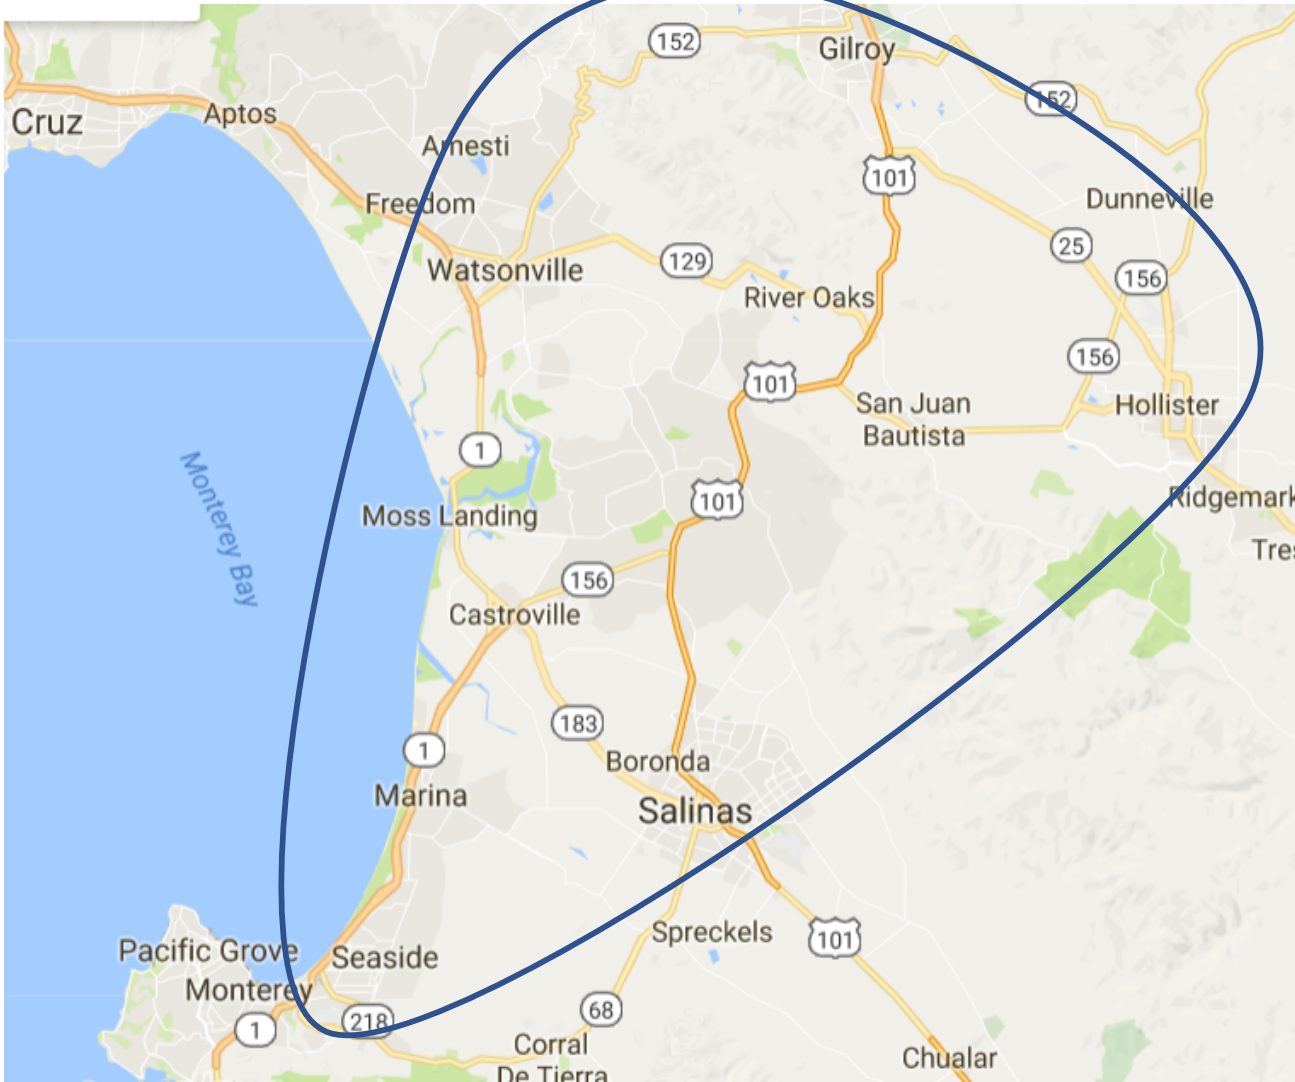 152
Gilroy
152
Cruz
Aptos
Amesti
101
Freedom
Dunneville
25
Watsonville
129
156
River Oaks
156
101
San Juan
Bautista
Hollister
1
Monterey Bay
101
Ridgemark
Moss Landing
Tres
156
Castroville
183
1
Boronda
Marina
Salinas
Spreckels
101
Pacific Grove
Seaside
Monterey
68
218
1
Corral
De Tierra
Chualar